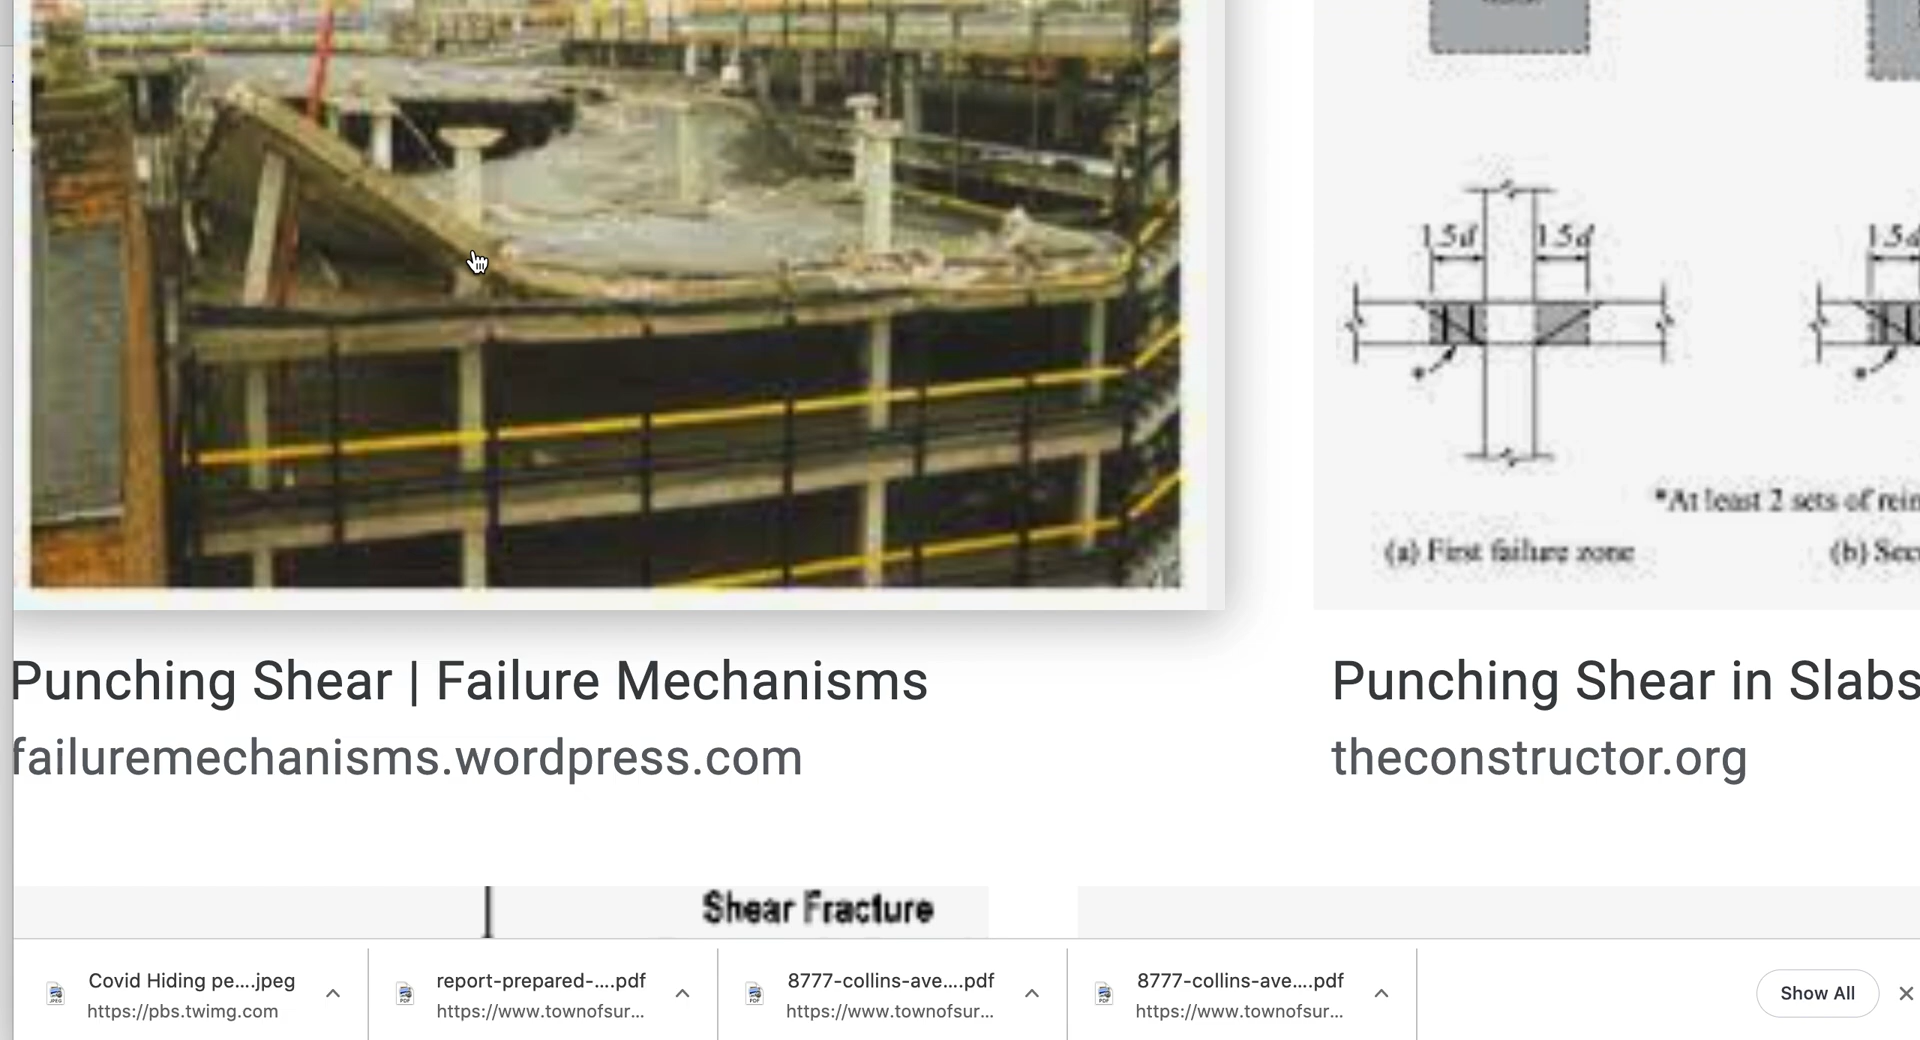 1.5d 1.5d 1.5d
*At least 2 sets of rein
(a) First failure zone (b) Sec
Punching Shear | Failure Mechanisms
failuremechanisms.wordpress.com
Punching Shear in Slabs
theconstructor.org
Shear Fracture
Covid Hiding pe....jpeg
https://pbs.twimg.com
report-prepared-....pdf
https://www.townofsur...
8777-collins-ave....pdf
https://www.townofsur...
8777-collins-ave....pdf
https://www.townofsur...
Show All